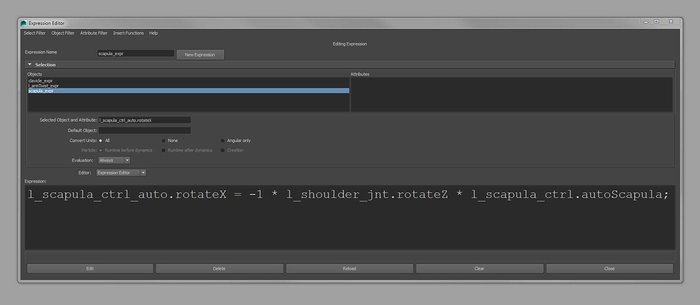 Expression Editor
Select Filter Object Filter Attribute Filter Insert Functions Help
Editing Expression
Expression Name scapula_expr New Expression
Selection
Objects Attributes
clavide_expr
l_armTwist_expr
scapula_expr
Selected Object and Attribute: l_scapula_ctrl_auto.rotateX
Default Object:
Convert Units: All None Angular only
Particle: Runtime before dynamics Runtime after dynamics Creation
Evaluation: Always
Editor: Expression Editor
Expression:
l_scapula_ctrl_auto.rotateX = -1 * l_shoulder_jnt.rotateZ * l_scapula_ctrl.autoScapula;
Edit Delete Reload Clear Close